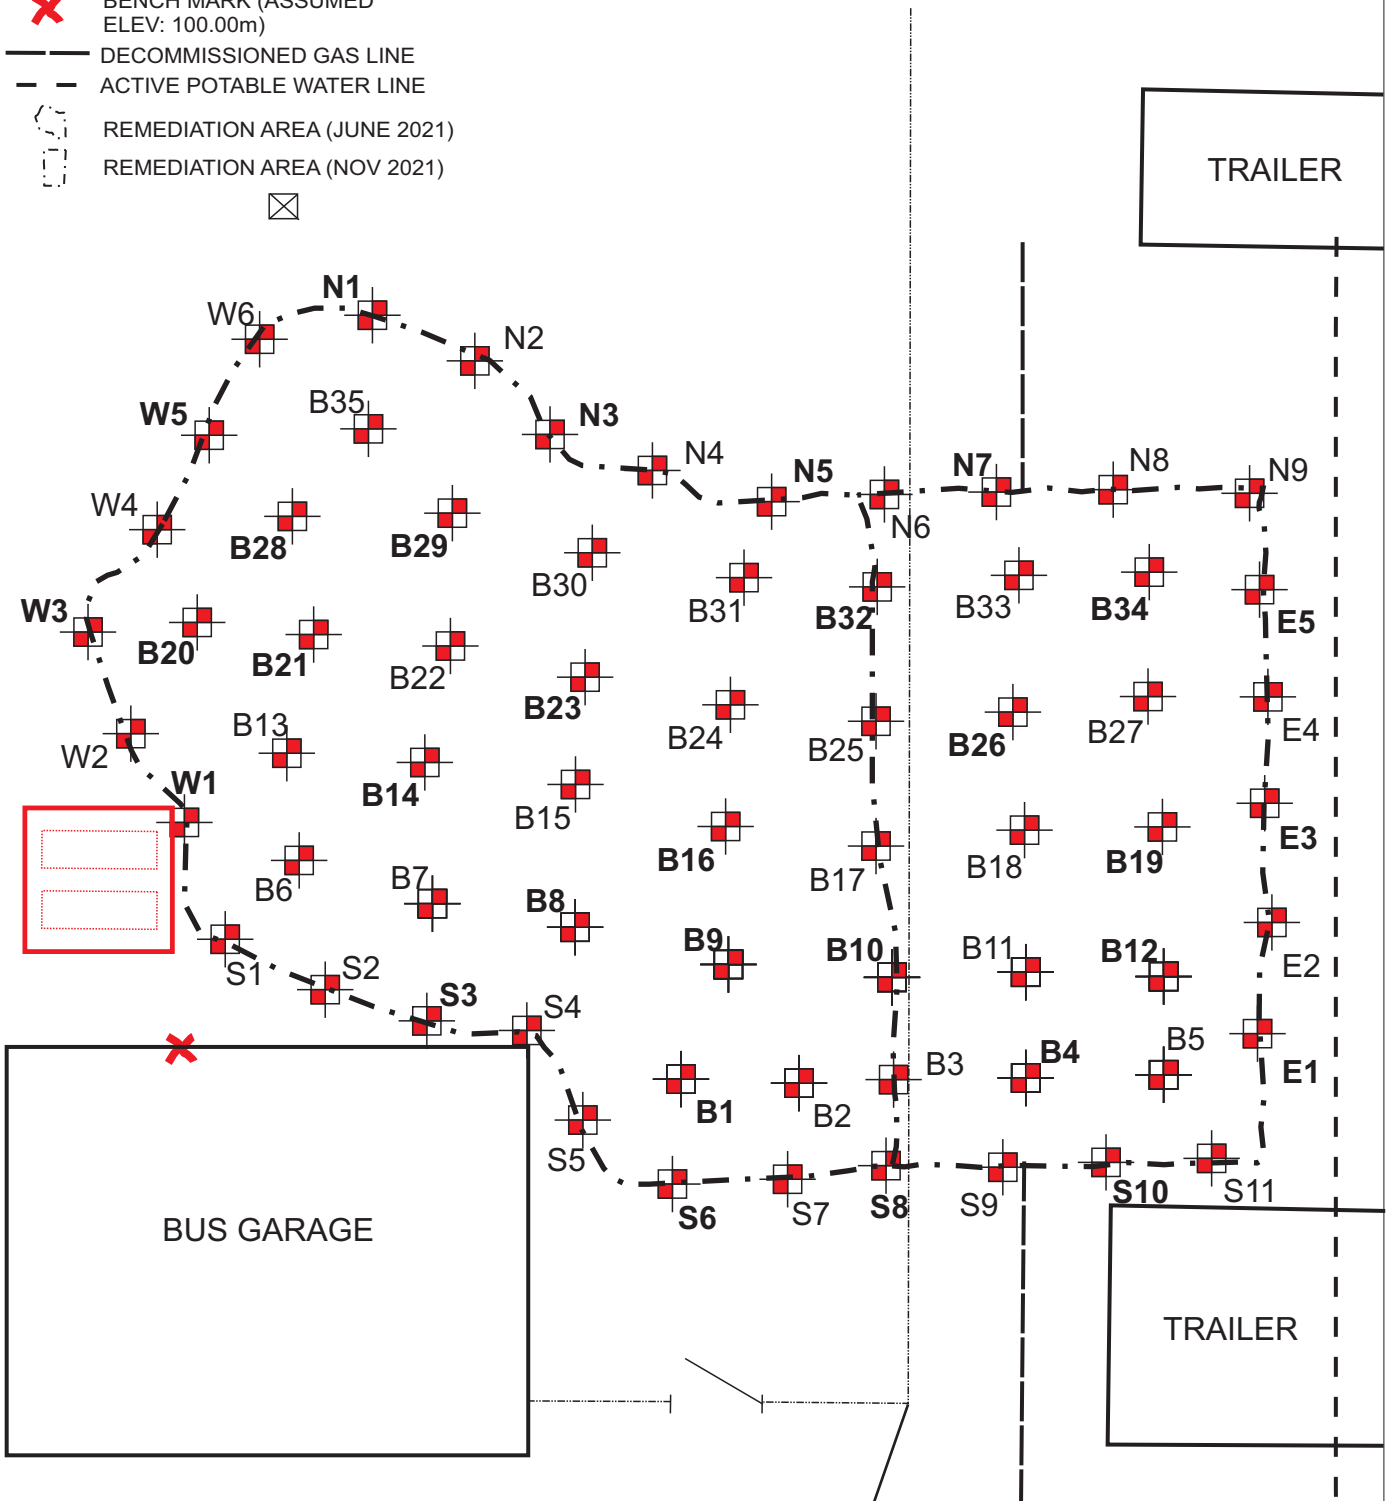 BENCH MARK (ASSUMED
ELEV: 100.00m)
DECOMMISSIONED GAS LINE
ACTIVE POTABLE WATER LINE
REMEDIATION AREA (JUNE 2021)
REMEDIATION AREA (NOV 2021)
TRAILER
N1
W6
N2
B35
W5
N3
N4
N5
N7
N8
N9
W4
B28
B29
N6
B30
B31
B32
B33
B34
E5
W3
B20
B21
B22
B23
B24
B25
B26
B27
E4
W2
B13
W1
B14
B15
B16
B17
B18
B19
E3
B6
B7
B8
B9
B10
B11
B12
E2
S1
S2
S3
S4
B1
B2
B3
B4
B5
E1
S5
S6
S7
S8
S9
S10
S11
BUS GARAGE
TRAILER